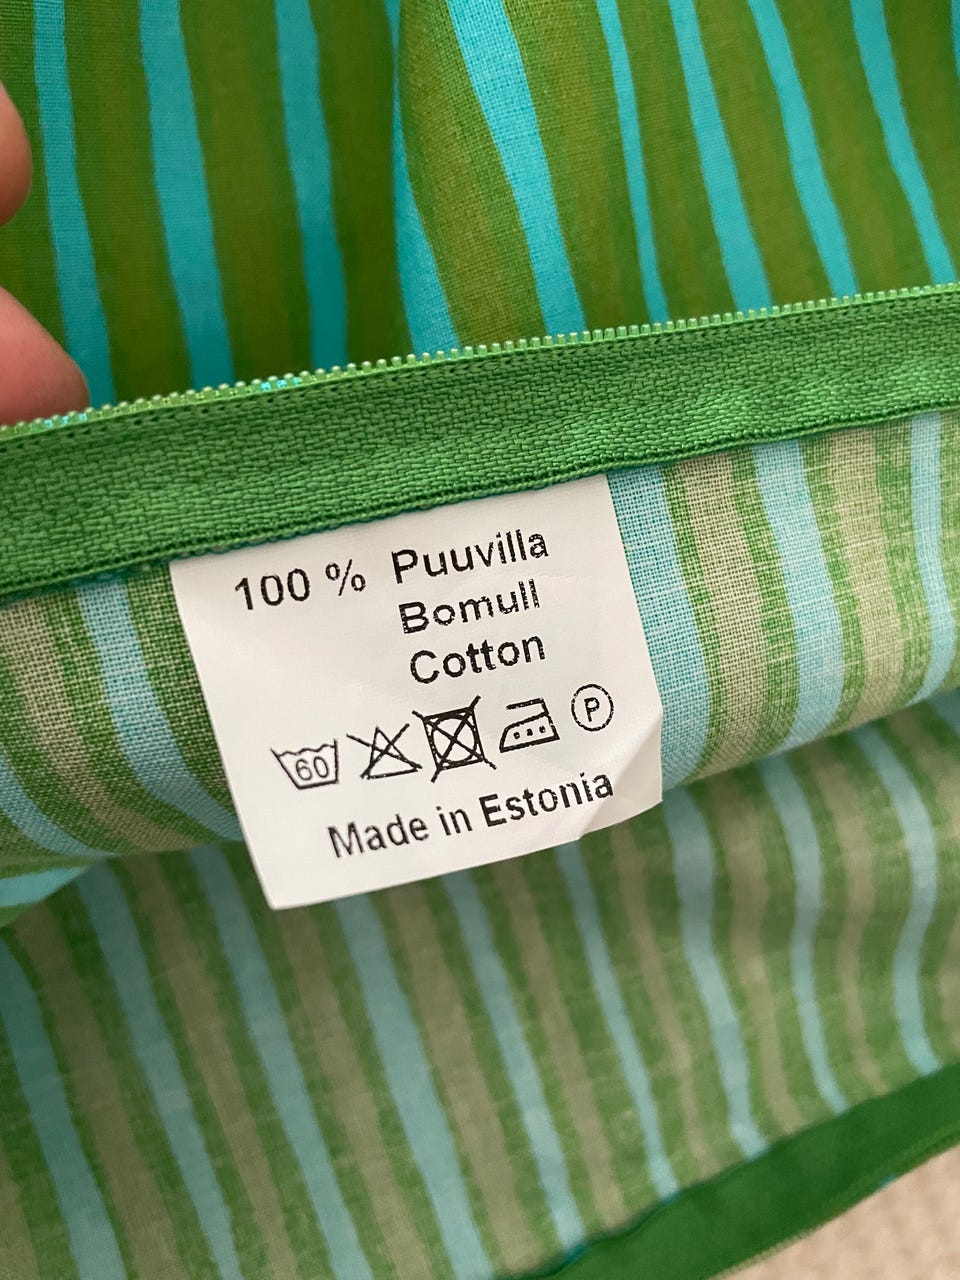 100 % Puuvilla
Bomull
Cotton
60 P
Made in Estonia